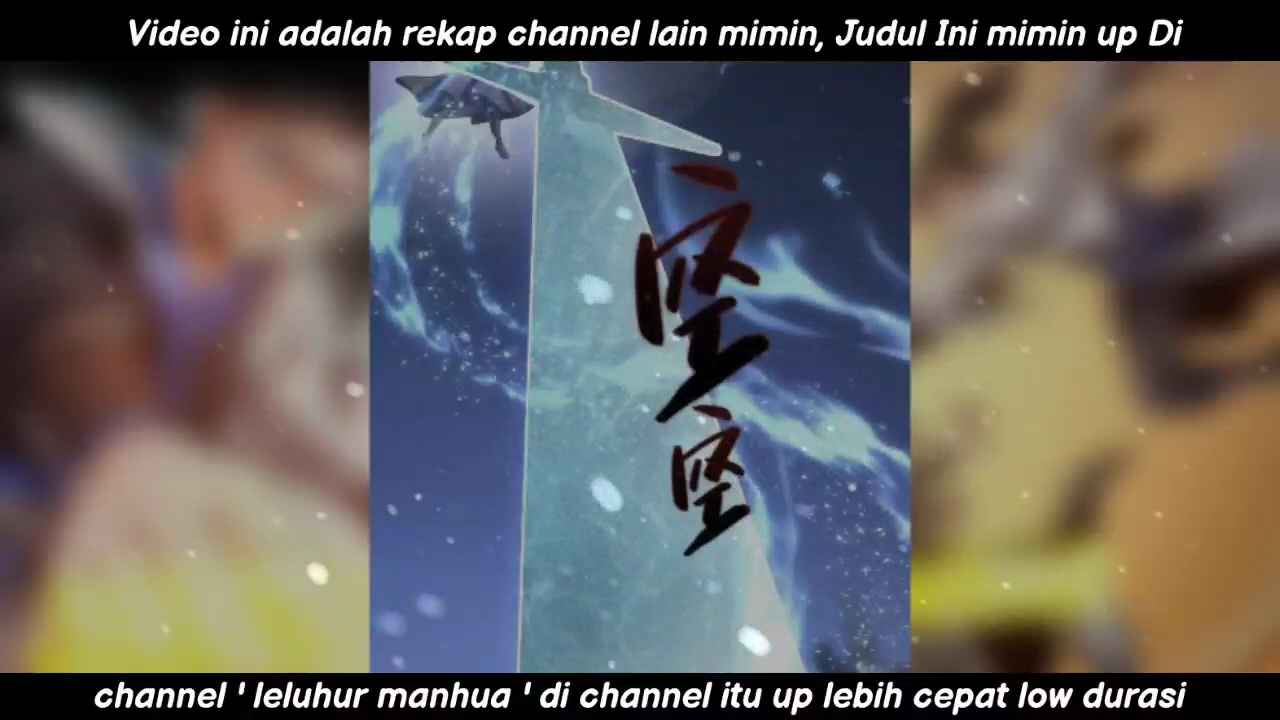 Video ini adalah rekap channel lain mimin, Judul Ini mimin up Di
channel ' leluhur manhua ' di channel itu up lebih cepat low durasi